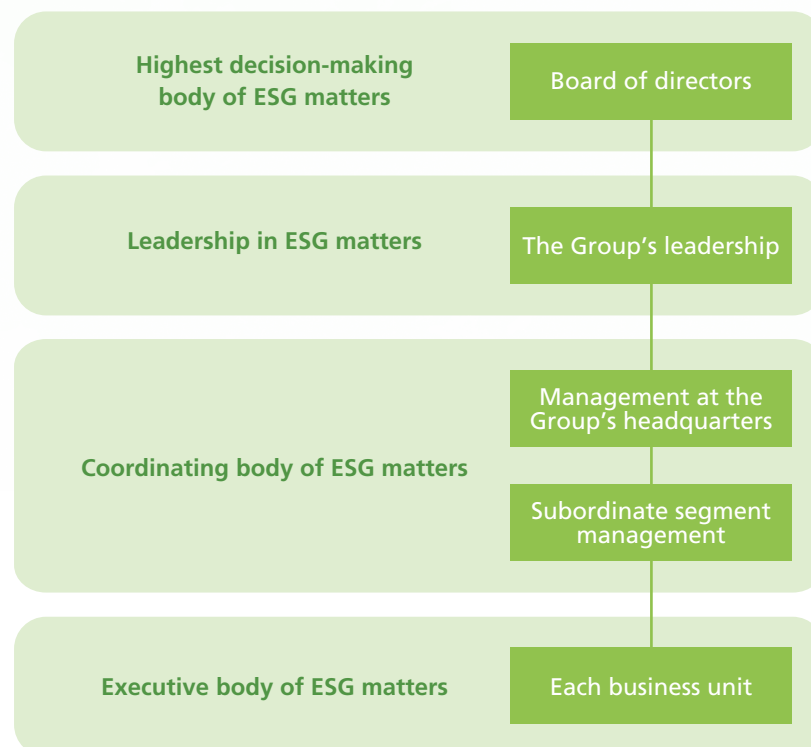 Highest decision-making
body of ESG matters
Board of directors
Leadership in ESG matters
The Group’s leadership
Coordinating body of ESG matters
Management at the
Group’s headquarters
Subordinate segment
management
Executive body of ESG matters
Each business unit